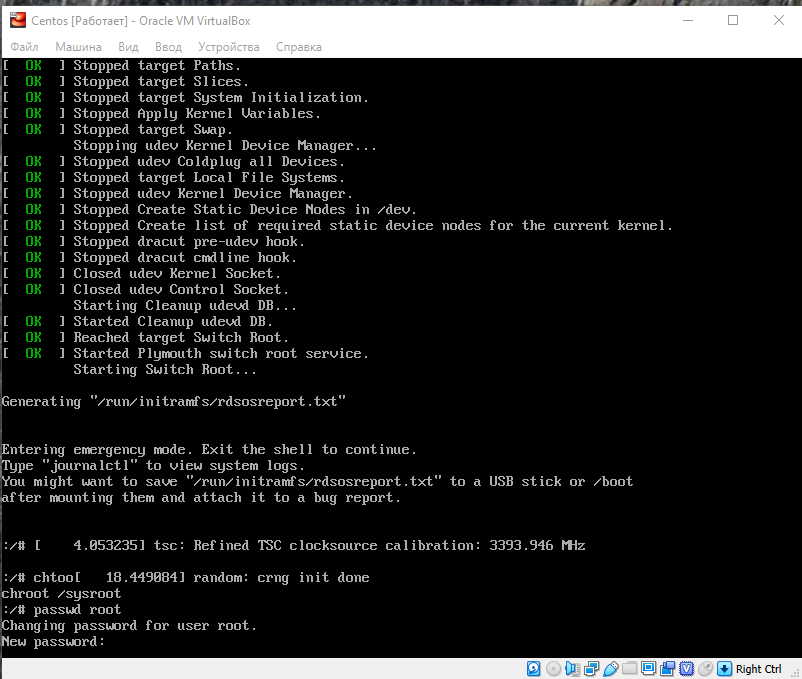 Centos [Работает] - Oracle VM VirtualBox
Файл Машина Вид Ввод Устройства Справка
[  OK  ] Stopped target Paths.
[  OK  ] Stopped target Slices.
[  OK  ] Stopped target System Initialization.
[  OK  ] Stopped Apply Kernel Variables.
[  OK  ] Stopped target Swap.
         Stopping udev Kernel Device Manager...
[  OK  ] Stopped udev Coldplug all Devices.
[  OK  ] Stopped target Local File Systems.
[  OK  ] Stopped udev Kernel Device Manager.
[  OK  ] Stopped Create Static Device Nodes in /dev.
[  OK  ] Stopped Create list of required static device nodes for the current kernel.
[  OK  ] Stopped dracut pre-udev hook.
[  OK  ] Stopped dracut cmdline hook.
[  OK  ] Closed udev Kernel Socket.
[  OK  ] Closed udev Control Socket.
         Starting Cleanup udevd DB...
[  OK  ] Started Cleanup udevd DB.
[  OK  ] Reached target Switch Root.
[  OK  ] Started Plymouth switch root service.
         Starting Switch Root...
Generating "/run/initramfs/rdsosreport.txt"
Entering emergency mode. Exit the shell to continue.
Type "journalctl" to view system logs.
You might want to save "/run/initramfs/rdsosreport.txt" to a USB stick or /boot
after mounting them and attach it to a bug report.
:/# [    4.053235] tsc: Refined TSC clocksource calibration: 3393.946 MHz
:/# chtoo[   18.449084] random: crng init done
chroot /sysroot
:/# passwd root
Changing password for user root.
New password:
Right Ctrl